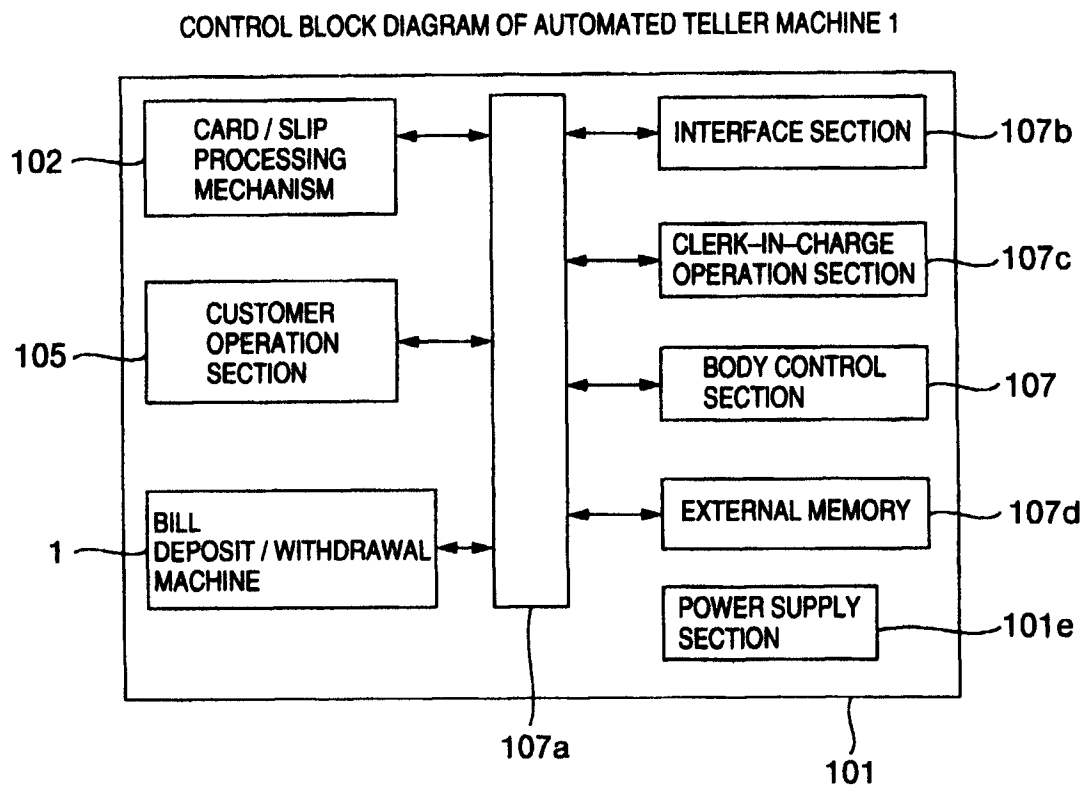 CONTROL BLOCK DIAGRAM OF AUTOMATED TELLER MACHINE 1
CARD / SLIP
PROCESSING
MECHANISM
102
CUSTOMER
OPERATION
SECTION
105
BILL
DEPOSIT / WITHDRAWAL
MACHINE
1
INTERFACE SECTION
107b
CLERK-IN-CHARGE
OPERATION SECTION
107c
BODY CONTROL
SECTION
107
EXTERNAL MEMORY
107d
POWER SUPPLY
SECTION
101e
107a
101